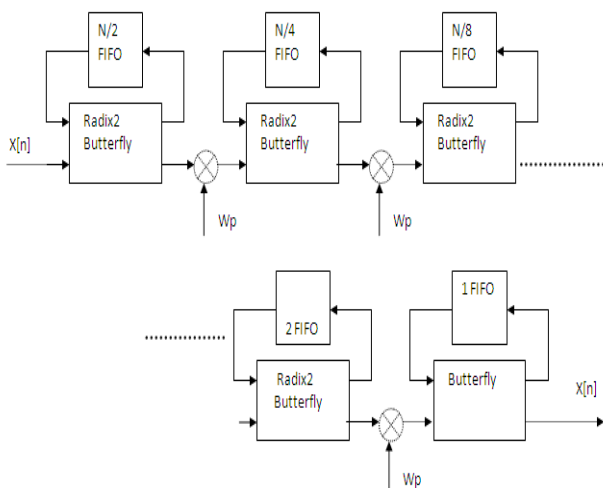 N/2
FIFO
N/4
FIFO
N/8
FIFO
Radix2
Butterfly
Radix2
Butterfly
Radix2
Butterfly
X[n]
Wp
Wp
2 FIFO
1 FIFO
Radix2
Butterfly
Butterfly
X[n]
Wp